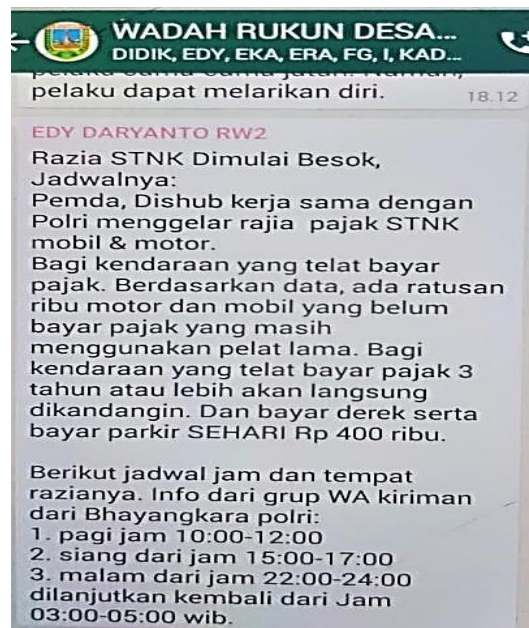 WADAH RUKUN DESA...
DIDIK, EDY, EKA, ERA, FG, I, KAD...
pelaku dapat melarikan diri.
18.12
EDY DARYANTO RW2
Razia STNK Dimulai Besok,
Jadwalnya:
Pemda, Dishub kerja sama dengan
Polri menggelar rajia pajak STNK
mobil & motor.
Bagi kendaraan yang telat bayar
pajak. Berdasarkan data, ada ratusan
ribu motor dan mobil yang belum
bayar pajak yang masih
menggunakan pelat lama. Bagi
kendaraan yang telat bayar pajak 3
tahun atau lebih akan langsung
dikandangin. Dan bayar derek serta
bayar parkir SEHARI Rp 400 ribu.
Berikut jadwal jam dan tempat
razianya. Info dari grup WA kiriman
dari Bhayangkara polri:
1. pagi jam 10:00-12:00
2. siang dari jam 15:00-17:00
3. malam dari jam 22:00-24:00
dilanjutkan kembali dari Jam
03:00-05:00 wib.